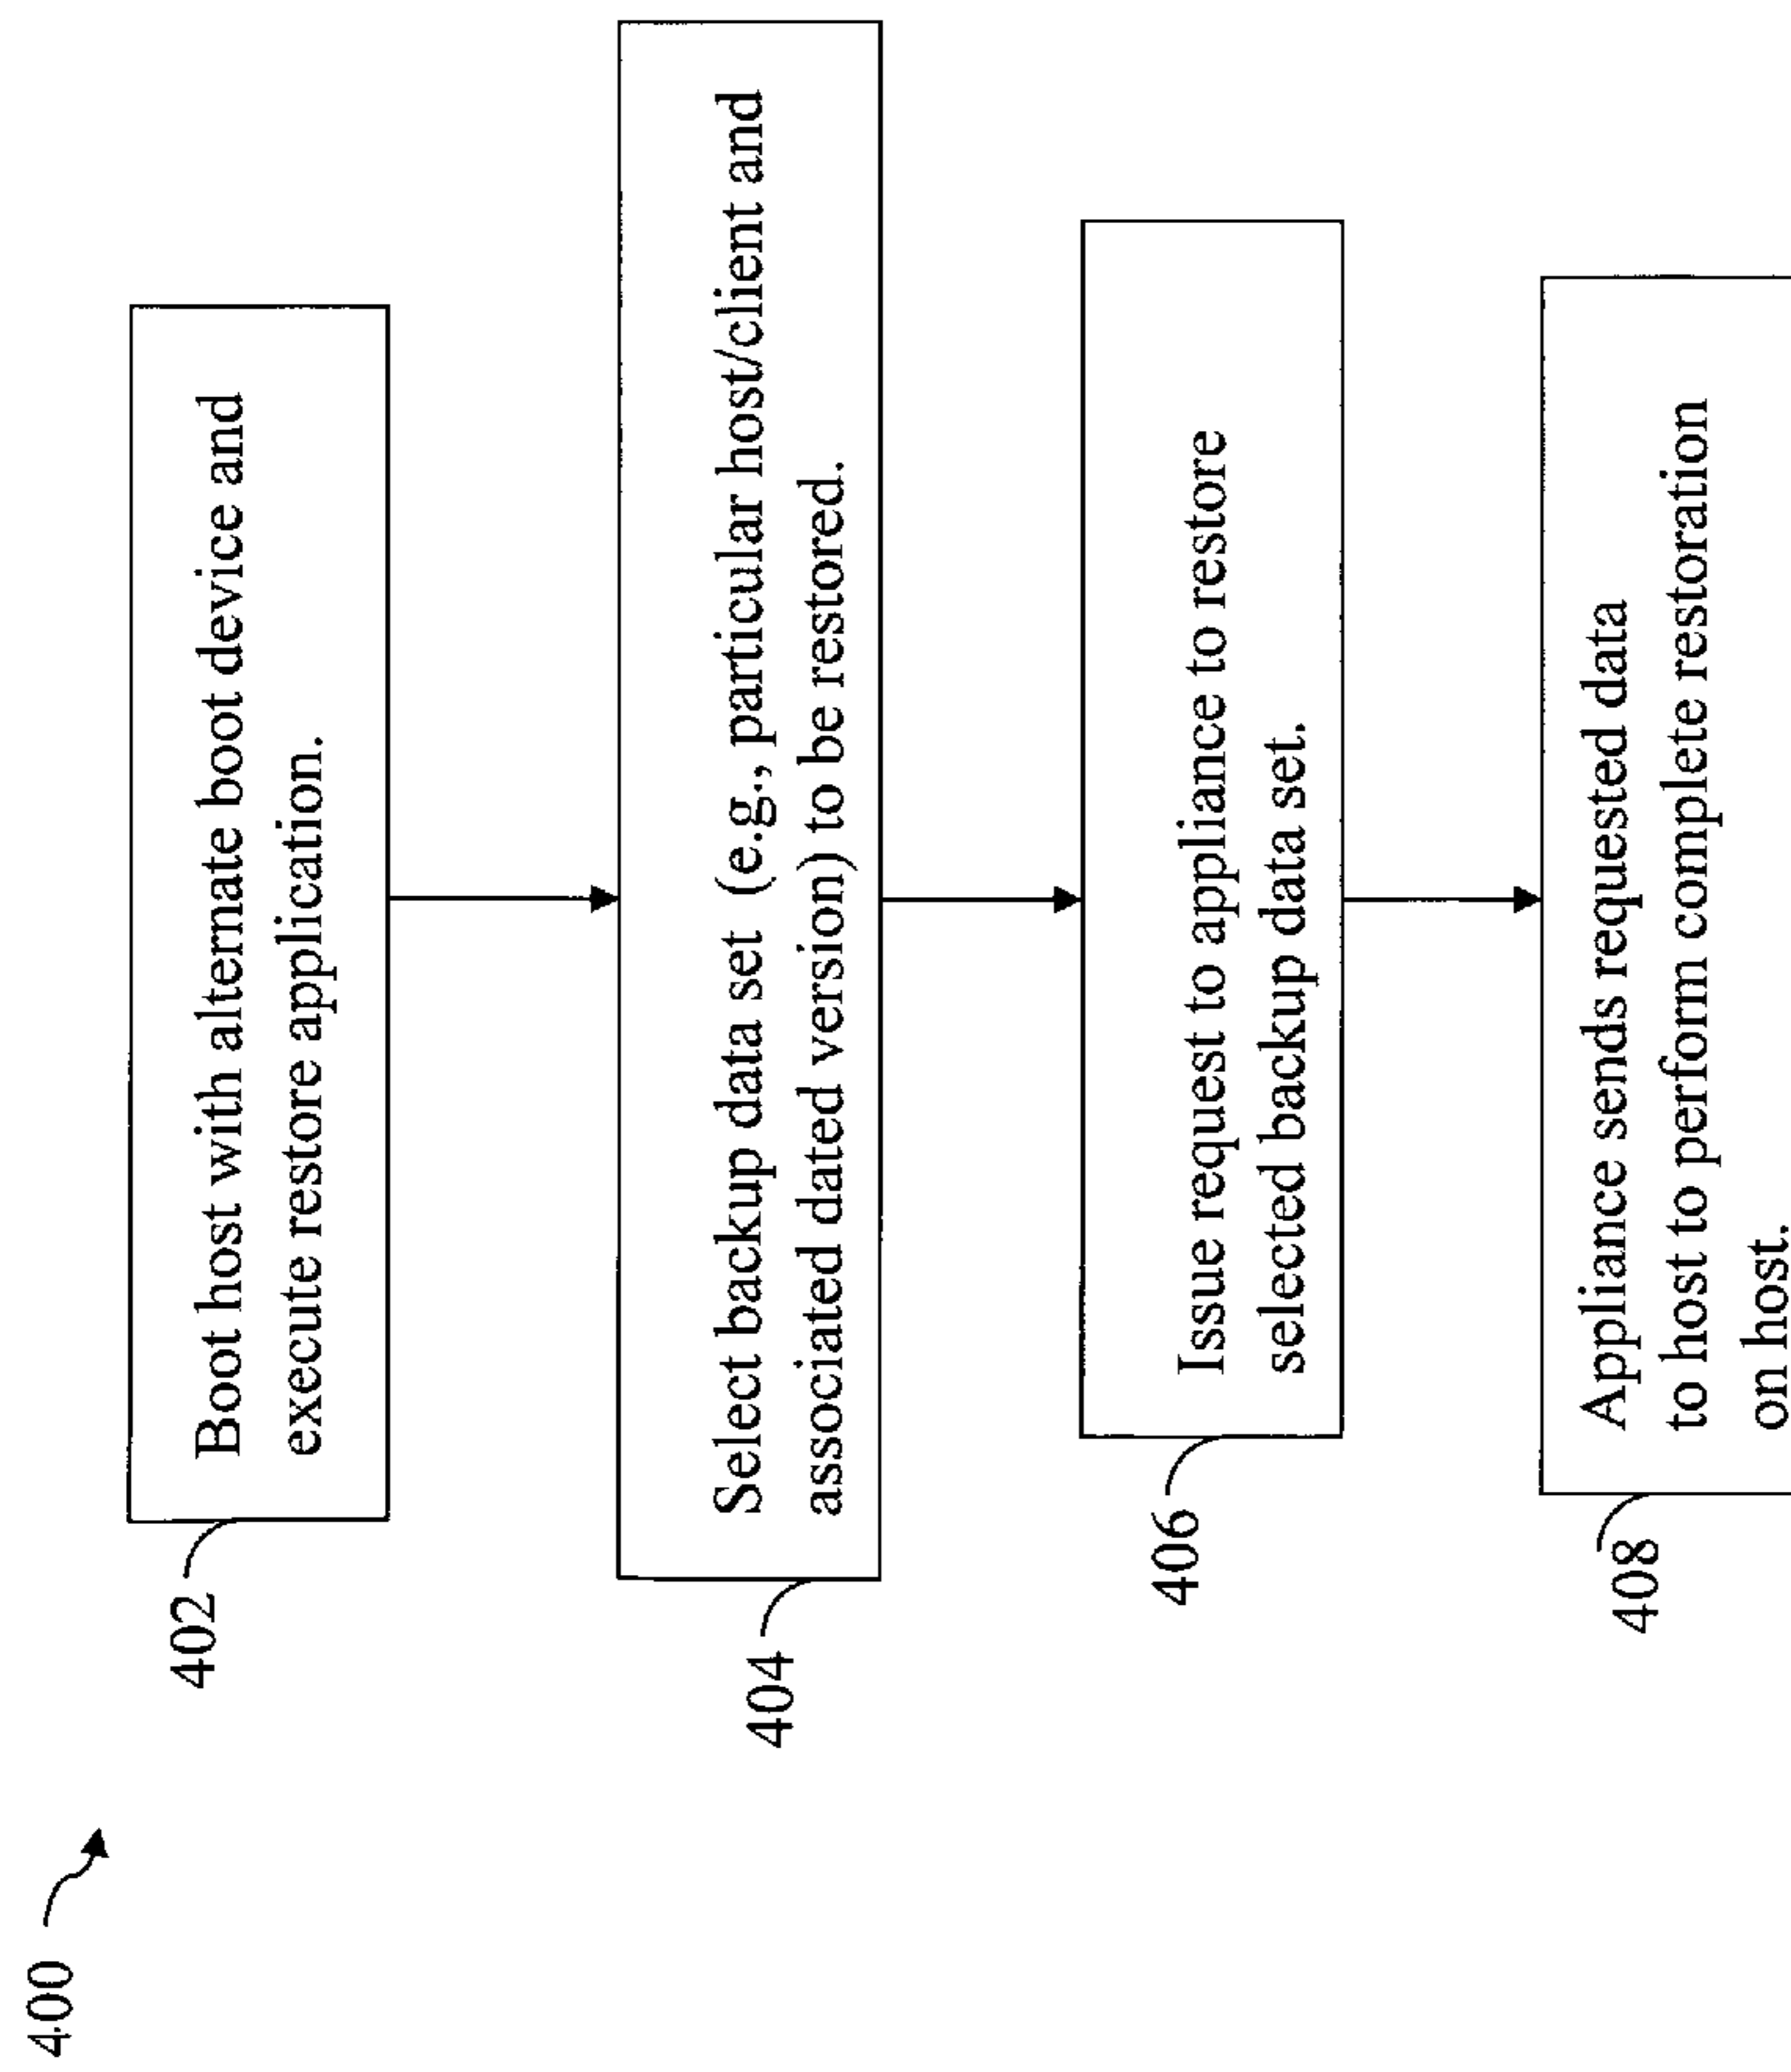 400
402
Boot host with alternate boot device and
execute restore application.
404
Select backup data set (e.g., particular host/client and
associated dated version) to be restored.
406
Issue request to appliance to restore
selected backup data set.
408
Appliance sends requested data
to host to perform complete restoration
on host.